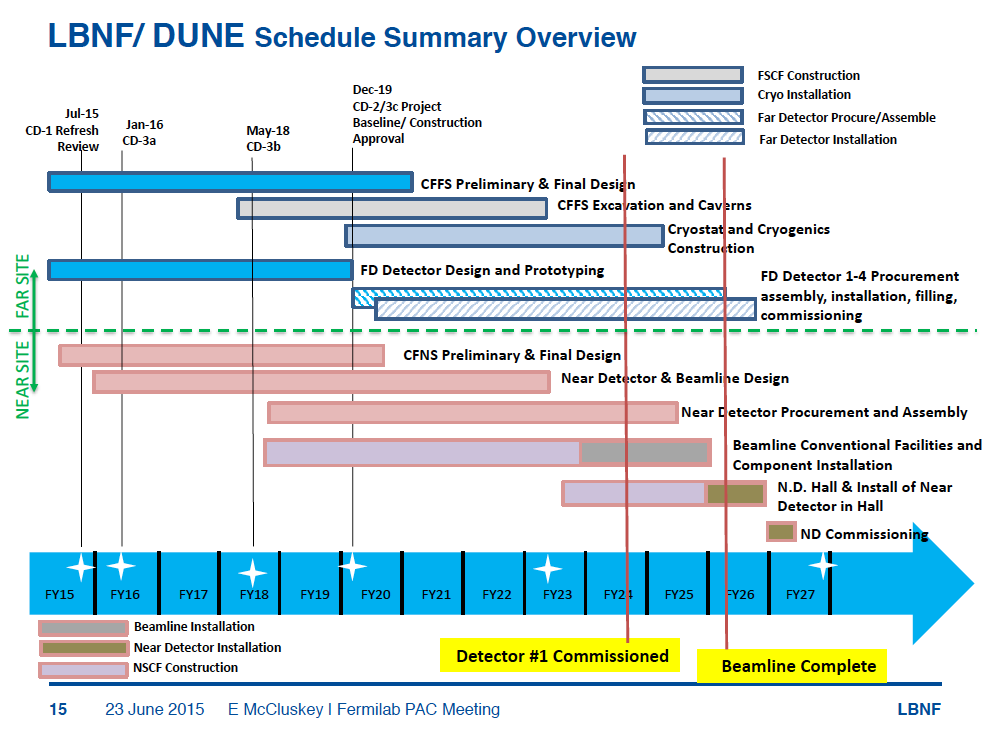 LBNF/ DUNE Schedule Summary Overview
FSCF Construction
Cryo Installation
Far Detector Procure/Assemble
Far Detector Installation
Jul-15
CD-1 Refresh
Review
Jan-16
CD-3a
May-18
CD-3b
Dec-19
CD-2/3c Project
Baseline/ Construction
Approval
CFFS Preliminary & Final Design
CFFS Excavation and Caverns
Cryostat and Cryogenics
Construction
FD Detector Design and Prototyping
FD Detector 1-4 Procurement
assembly, installation, filling,
commissioning
FAR SITE
NEAR SITE
CFNS Preliminary & Final Design
Near Detector & Beamline Design
Near Detector Procurement and Assembly
Beamline Conventional Facilities and
Component Installation
N.D. Hall & Install of Near
Detector in Hall
ND Commissioning
FY15 FY16 FY17 FY18 FY19 FY20 FY21 FY22 FY23 FY24 FY25 FY26 FY27
Beamline Installation
Near Detector Installation
NSCF Construction
Detector #1 Commissioned
Beamline Complete
15 23 June 2015 E McCluskey | Fermilab PAC Meeting LBNF